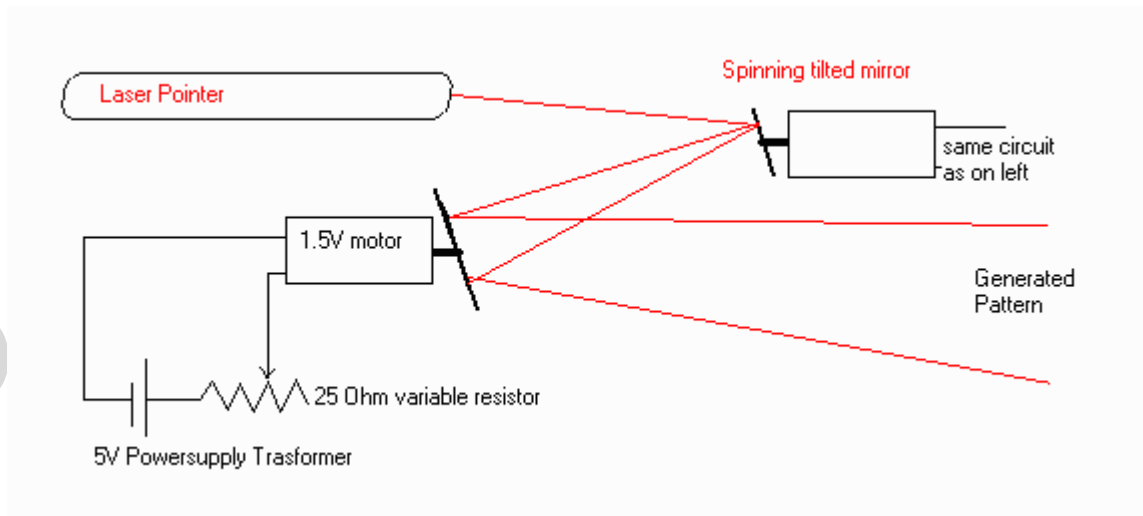 Spinning tilted mirror
Laser Pointer
same circuit
as on left
1.5V motor
Generated
Pattern
25 Ohm variable resistor
5V Powersupply Trasformer